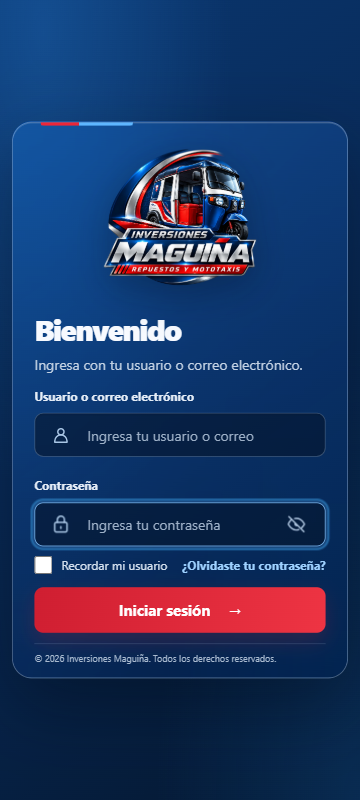 INVERSIONES
MAGUIÑA
REPUESTOS Y MOTOTAXIS
Bienvenido
Ingresa con tu usuario o correo electrónico.
Usuario o correo electrónico
Ingresa tu usuario o correo
Contraseña
Ingresa tu contraseña
Recordar mi usuario ¿Olvidaste tu contraseña?
Iniciar sesión →
© 2026 Inversiones Maguiña. Todos los derechos reservados.